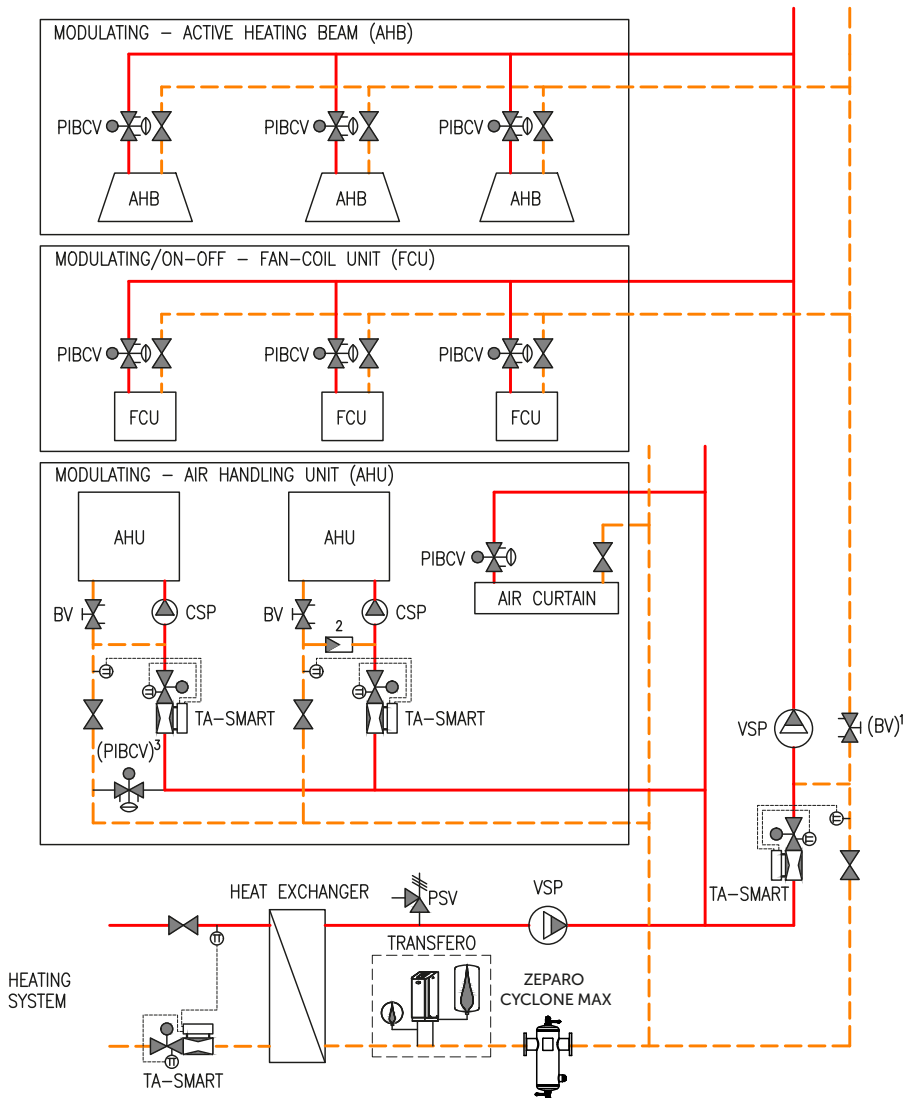 MODULATING – ACTIVE HEATING BEAM (AHB)
PIBCV
PIBCV
PIBCV
AHB
AHB
AHB
MODULATING/ON-OFF – FAN-COIL UNIT (FCU)
PIBCV
PIBCV
PIBCV
FCU
FCU
FCU
MODULATING – AIR HANDLING UNIT (AHU)
AHU
AHU
PIBCV
AIR CURTAIN
BV
CSP
BV
CSP
2
TA-SMART
TA-SMART
(PIBCV)³
VSP
(BV)¹
TA-SMART
HEAT EXCHANGER
PSV
VSP
TRANSFERO
HEATING
SYSTEM
ZEPARO
CYCLONE MAX
TA-SMART